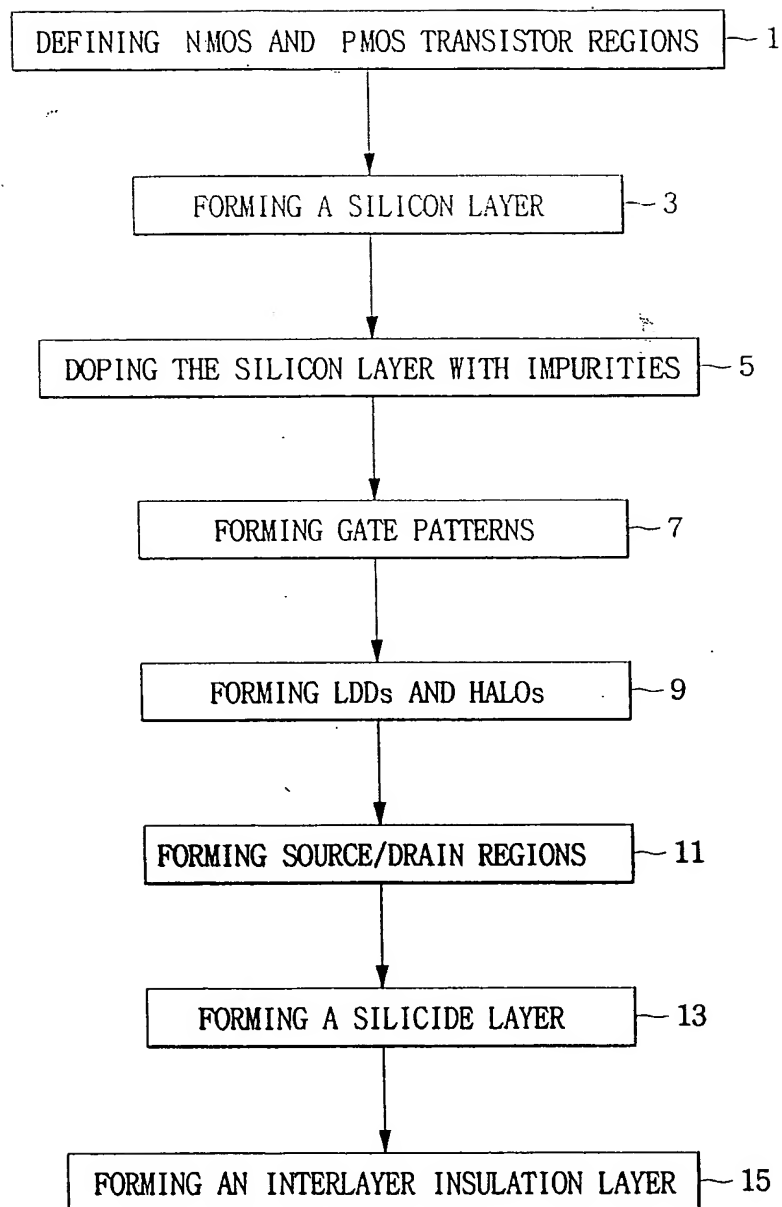 DEFINING NMOS AND PMOS TRANSISTOR REGIONS 1
FORMING A SILICON LAYER 3
DOPING THE SILICON LAYER WITH IMPURITIES 5
FORMING GATE PATTERNS 7
FORMING LDDs AND HALOs 9
FORMING SOURCE/DRAIN REGIONS 11
FORMING A SILICIDE LAYER 13
FORMING AN INTERLAYER INSULATION LAYER 15